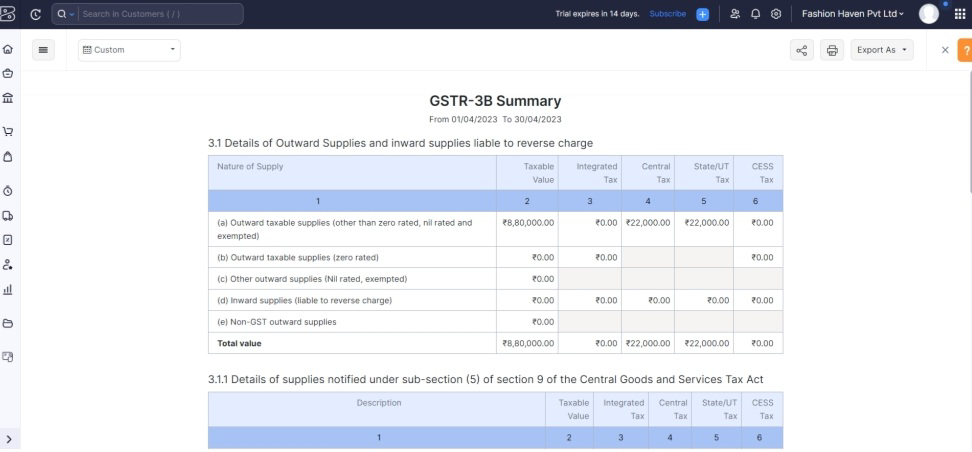 Search in Customers ( / )
Trial expires in 14 days. Subscribe
Fashion Haven Pvt Ltd
Custom
Export As
?
GSTR-3B Summary
From 01/04/2023 To 30/04/2023
3.1 Details of Outward Supplies and inward supplies liable to reverse charge
Nature of Supply Taxable Value Integrated Tax Central Tax State/UT Tax CESS Tax
1 2 3 4 5 6
(a) Outward taxable supplies (other than zero rated, nil rated and exempted) ₹8,80,000.00 ₹0.00 ₹22,000.00 ₹22,000.00 ₹0.00
(b) Outward taxable supplies (zero rated) ₹0.00 ₹0.00 ₹0.00
(c) Other outward supplies (Nil rated, exempted) ₹0.00
(d) Inward supplies (liable to reverse charge) ₹0.00 ₹0.00 ₹0.00 ₹0.00 ₹0.00
(e) Non-GST outward supplies ₹0.00
Total value ₹8,80,000.00 ₹0.00 ₹22,000.00 ₹22,000.00 ₹0.00
3.1.1 Details of supplies notified under sub-section (5) of section 9 of the Central Goods and Services Tax Act
Description Taxable Value Integrated Tax Central Tax State/UT Tax CESS Tax
1 2 3 4 5 6